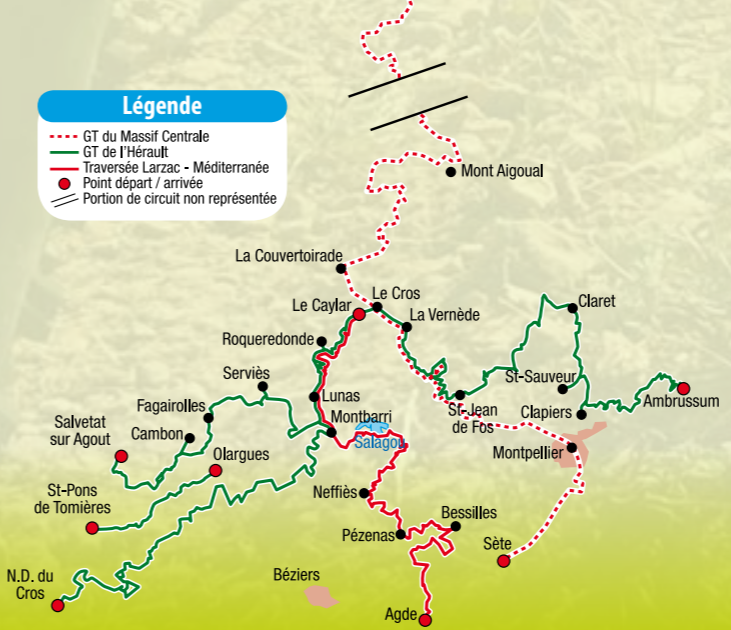 Légende
GT du Massif Centrale
GT de l'Hérault
Traversée Larzac - Méditerranée
Point départ / arrivée
Portion de circuit non représentée
Mont Aigoual
La Couvertoirade
Le Cros
Le Caylar
La Vernède
Claret
Roqueredonde
Serviès
St-Sauveur
Ambrussum
Lunas
Fagairolles
St-Jean
de Fos
Clapiers
Montbarri
Salvetat
sur Agout
Cambon
Salagou
Olargues
Montpellier
St-Pons
de Tomières
Neffiès
Bessilles
Pézenas
Sète
N.D. du
Cros
Béziers
Agde